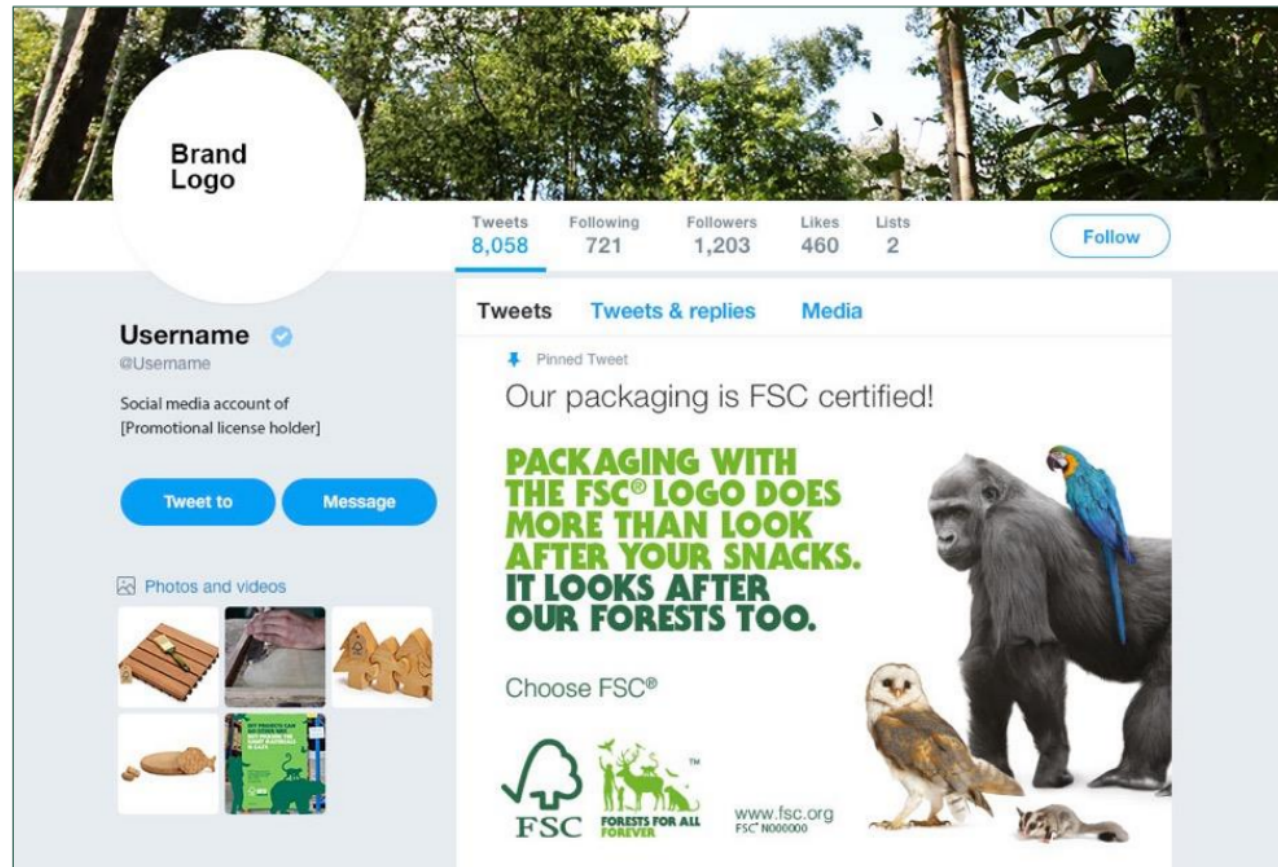 Brand
Logo
Tweets
8,058
Following
721
Followers
1,203
Likes
460
Lists
2
Follow
Username
@Username
Social media account of
[Promotional license holder]
Tweet to
Message
Photos and videos
Tweets
Tweets & replies
Media
Pinned Tweet
Our packaging is FSC certified!
PACKAGING WITH
THE FSC® LOGO DOES
MORE THAN LOOK
AFTER YOUR SNACKS.
IT LOOKS AFTER
OUR FORESTS TOO.
Choose FSC®
FSC
TM
FORESTS FOR ALL
FOREVER
www.fsc.org
FSC® N000000